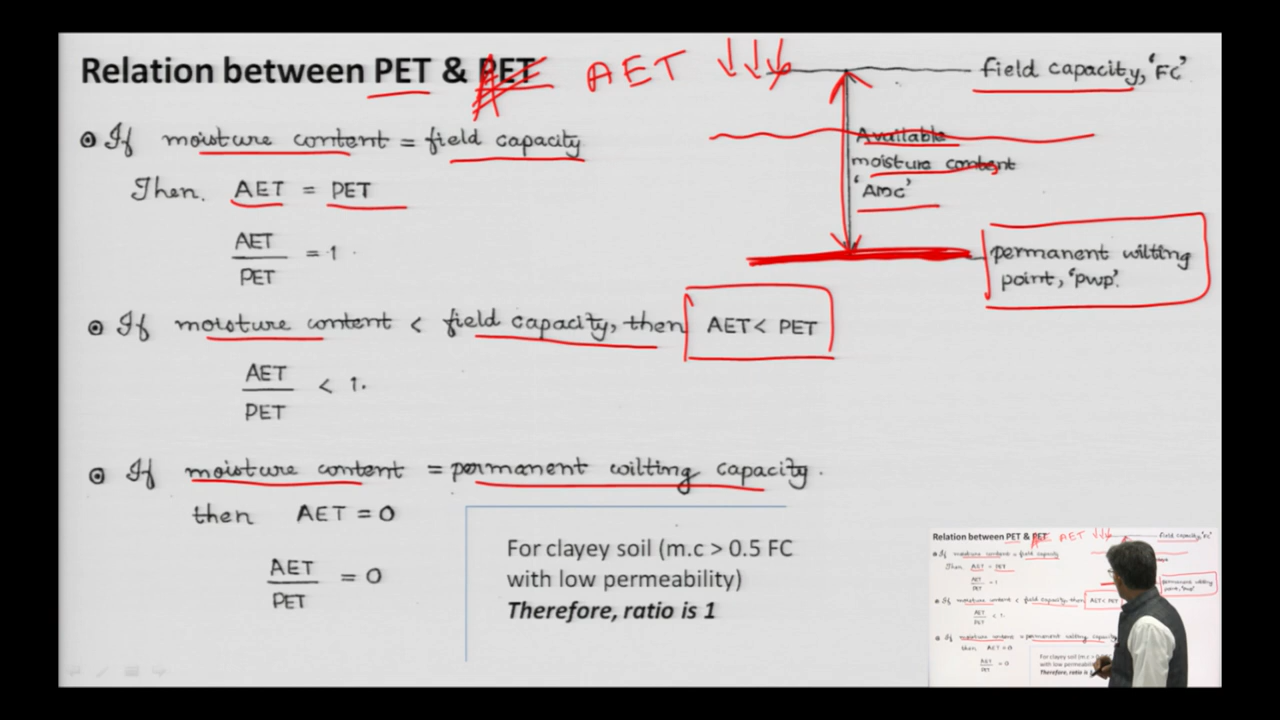 Relation between PET & PET AET
field capacity, 'FC'
Available
moisture content
'AMC'
permanent wilting
point, 'pwp'.
If moisture content = field capacity
Then. AET = PET
AET
PET
= 1
If moisture content < field capacity, then AET < PET
AET
PET
< 1.
If moisture content = permanent wilting capacity.
then AET = 0
AET
PET
= 0
For clayey soil (m.c > 0.5 FC
with low permeability)
Therefore, ratio is 1